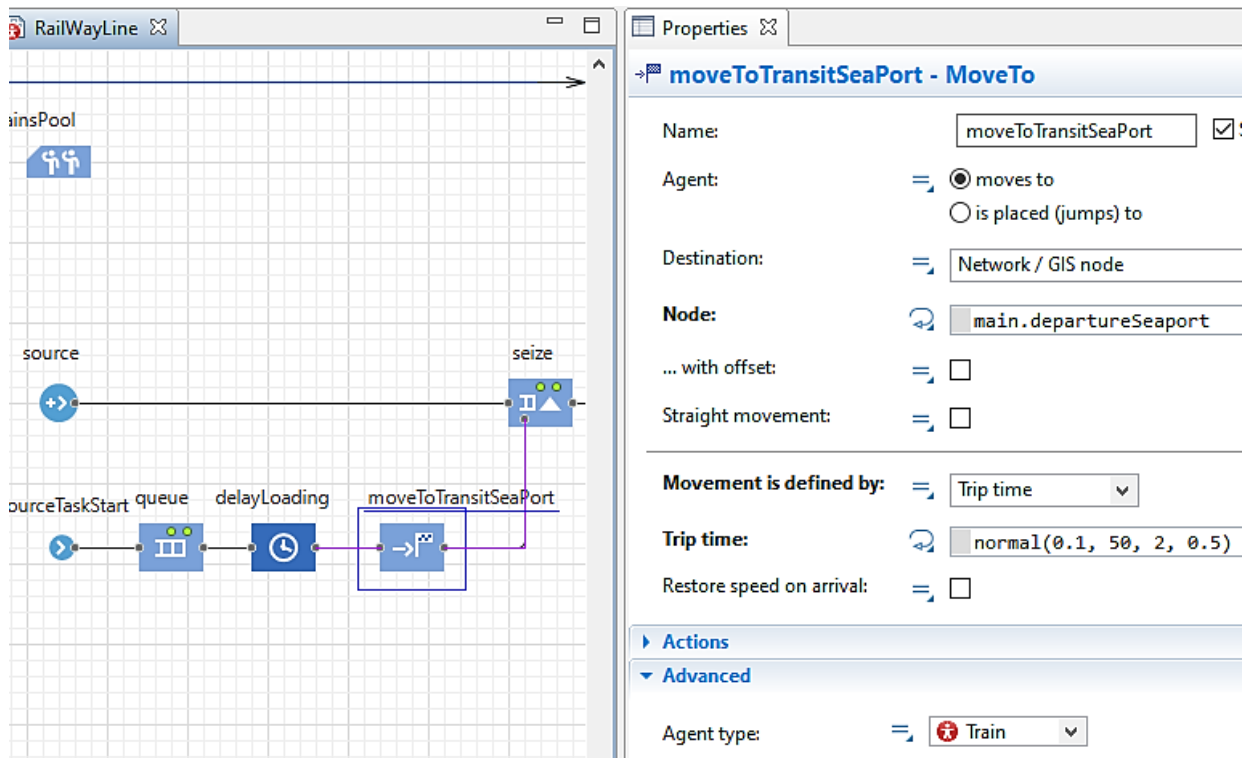 RailWayLine
ainsPool
source
seize
ourceTaskStart
queue
delayLoading
moveToTransitSeaPort
Properties
moveToTransitSeaPort - MoveTo
Name:
moveToTransitSeaPort
Agent:
moves to
is placed (jumps) to
Destination:
Network / GIS node
Node:
main.departureSeaport
... with offset:
Straight movement:
Movement is defined by:
Trip time
Trip time:
normal(0.1, 50, 2, 0.5)
Restore speed on arrival:
Actions
Advanced
Agent type:
Train